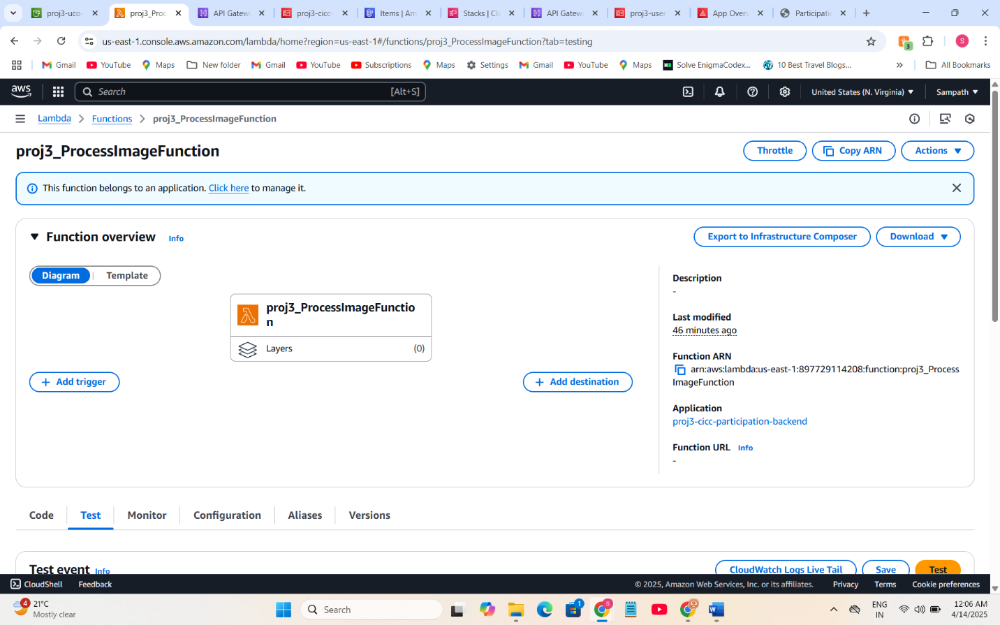 proj3-uco-
proj3_Proc
API Gatew
proj3-cicc-
Items | Am
Stacks | Clo
API Gatew
proj3-user
App Over
Participatio
us-east-1.console.aws.amazon.com/lambda/home?region=us-east-1#/functions/proj3_ProcessImageFunction?tab=testing
3
S
Gmail
YouTube
Maps
New folder
Gmail
YouTube
Subscriptions
Maps
Settings
Gmail
YouTube
Maps
Solve EnigmaCodex...
10 Best Travel Blogs...
»
All Bookmarks
aws
Search
[Alt+S]
United States (N. Virginia)
Sampath
Lambda
Functions
proj3_ProcessImageFunction
proj3_ProcessImageFunction
Throttle
Copy ARN
Actions
This function belongs to an application. Click here to manage it.
Function overview Info
Export to Infrastructure Composer
Download
Diagram
Template
proj3_ProcessImageFunctio
n
Layers
(0)
Add trigger
Add destination
Description
-
Last modified
46 minutes ago
Function ARN
arn:aws:lambda:us-east-1:897729114208:function:proj3_Process
ImageFunction
Application
proj3-cicc-participation-backend
Function URL Info
-
Code
Test
Monitor
Configuration
Aliases
Versions
Test event Info
CloudWatch Logs Live Tail
Save
Test
CloudShell
Feedback
© 2025, Amazon Web Services, Inc. or its affiliates.
Privacy
Terms
Cookie preferences
4
21°C
Mostly clear
Search
1
S
W
ENG
IN
12:06 AM
4/14/2025